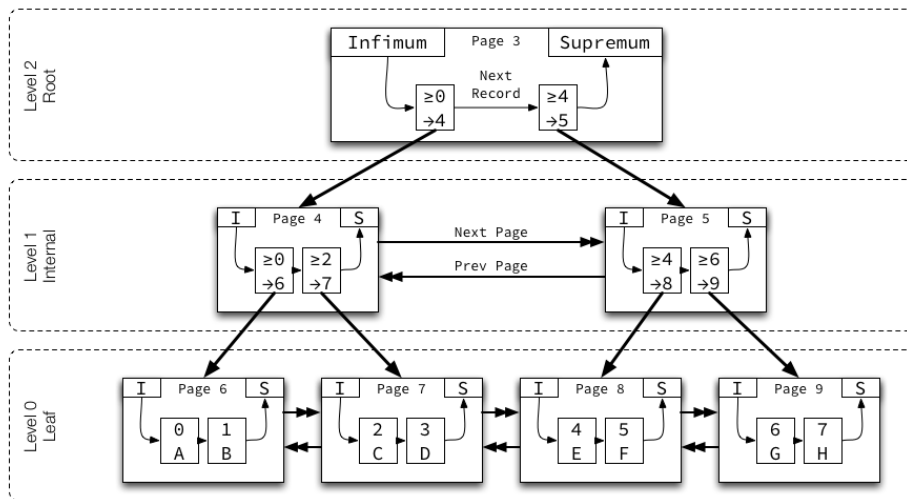 Level 2
Root
Infimum
Page 3
Supremum
Next
Record
≥0
→4
≥4
→5
Level 1
Internal
I
Page 4
S
≥0
→6
≥2
→7
Next Page
Prev Page
I
Page 5
S
≥4
→8
≥6
→9
Level 0
Leaf
I
Page 6
S
0
A
1
B
I
Page 7
S
2
C
3
D
I
Page 8
S
4
E
5
F
I
Page 9
S
6
G
7
H